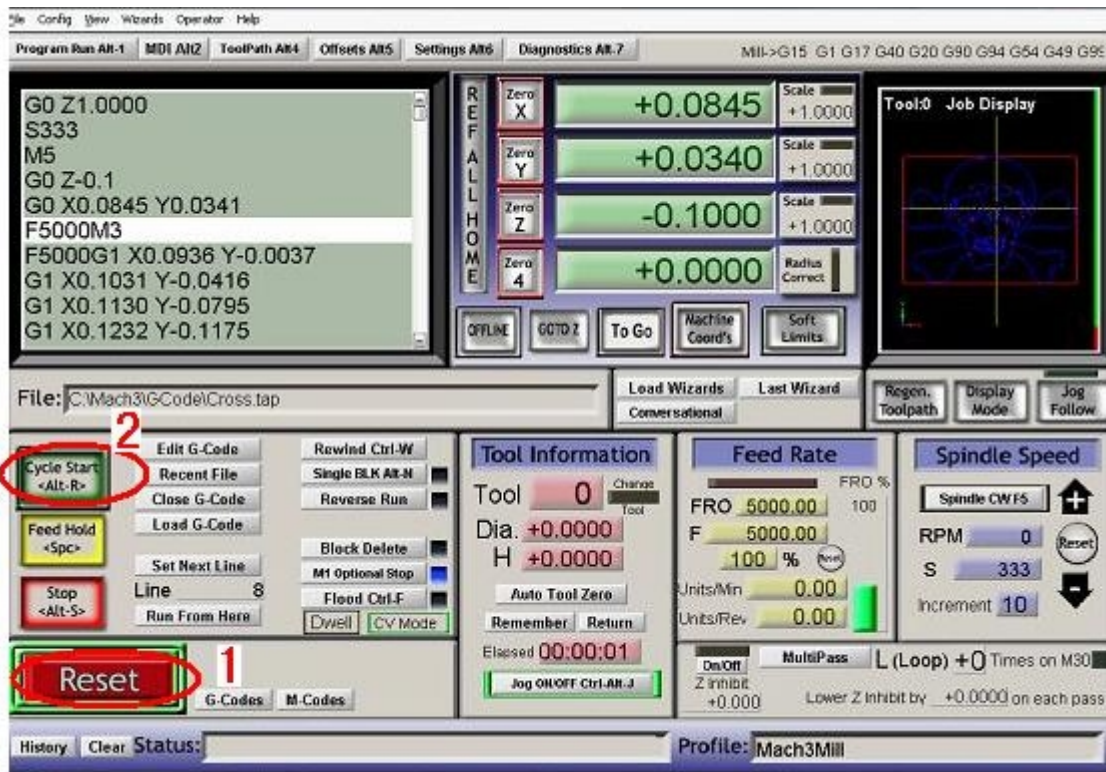 File Config View Wizards Operator Help
Program Run Alt-1 MDI Alt2 ToolPath Alt4 Offsets Alt5 Settings Alt6 Diagnostics Alt-7 Mill->G15 G1 G17 G40 G20 G90 G94 G54 G49 G99
G0 Z1.0000
S333
M5
G0 Z-0.1
G0 X0.0845 Y0.0341
F5000M3
F5000G1 X0.0936 Y-0.0037
G1 X0.1031 Y-0.0416
G1 X0.1130 Y-0.0795
G1 X0.1232 Y-0.1175
REF ALL HOME
Zero X +0.0845 Scale +1.0000
Zero Y +0.0340 Scale +1.0000
Zero Z -0.1000 Scale +1.0000
Zero 4 +0.0000 Radius Correct
OFFLINE GOTO Z To Go Machine Coord's Soft Limits
Tool:0 Job Display
File: C:\Mach3\GCode\Cross.tap
Load Wizards Last Wizard
Conversational
Regen. Toolpath Display Mode Jog Follow
2
Cycle Start <Alt-R>
Feed Hold <Spc>
Stop <Alt-S>
Edit G-Code
Recent File
Close G-Code
Load G-Code
Set Next Line
Line 8
Run From Here
Rewind Ctrl-W
Single BLK Alt-N
Reverse Run
Block Delete
M1 Optional Stop
Flood Ctrl-F
Dwell CV Mode
Reset 1
G-Codes M-Codes
Tool Information
Tool 0 Change Tool
Dia. +0.0000
H +0.0000
Auto Tool Zero
Remember Return
Elapsed 00:00:01
Jog ON/OFF Ctrl-Alt-J
Feed Rate
FRO %
FRO 5000.00 100
F 5000.00
100 % Reset
Units/Min 0.00
Units/Rev 0.00
Spindle Speed
Spindle CW F5
RPM 0 Reset
S 333
Increment 10
On/Off MultiPass L (Loop) +0 Times on M30
Z Inhibit
+0.000 Lower Z Inhibit by +0.0000 on each pass
History Clear Status: Profile: Mach3Mill